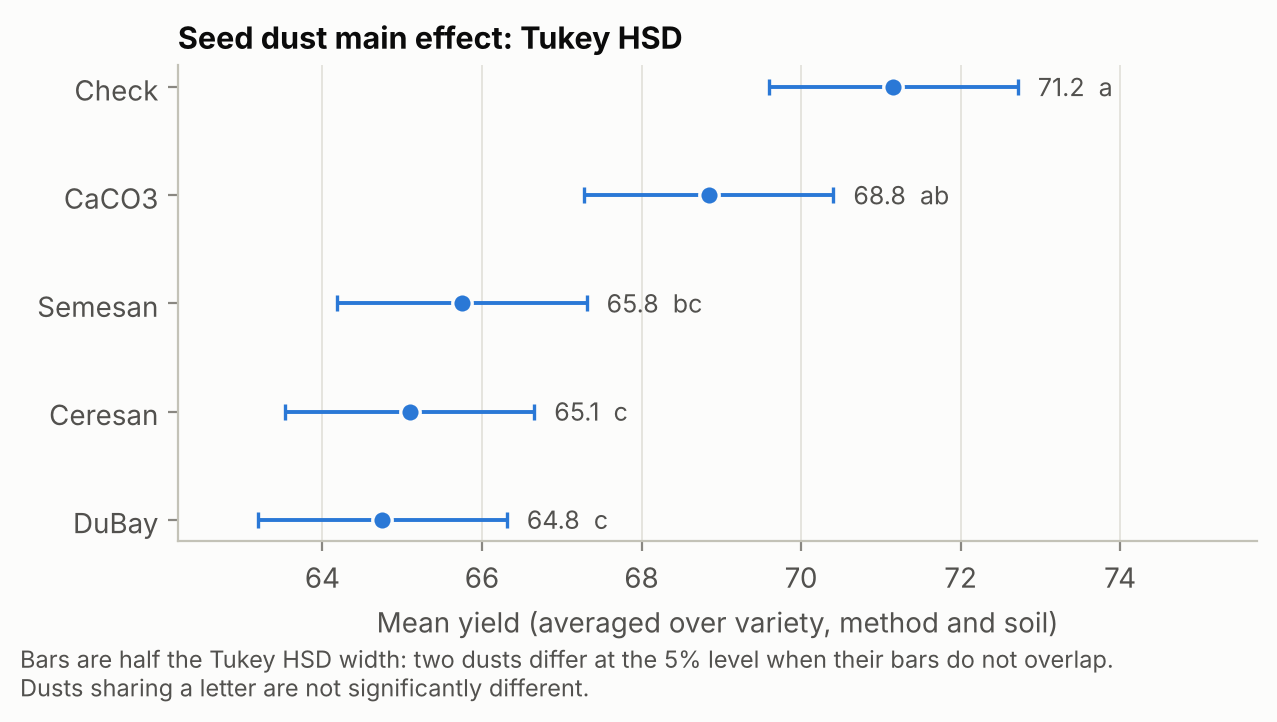 Seed dust main effect: Tukey HSD
Check
71.2 a
CaCO3
68.8 ab
Semesan
65.8 bc
Ceresan
65.1 c
DuBay
64.8 c
64 66 68 70 72 74
Mean yield (averaged over variety, method and soil)
Bars are half the Tukey HSD width: two dusts differ at the 5% level when their bars do not overlap.
Dusts sharing a letter are not significantly different.